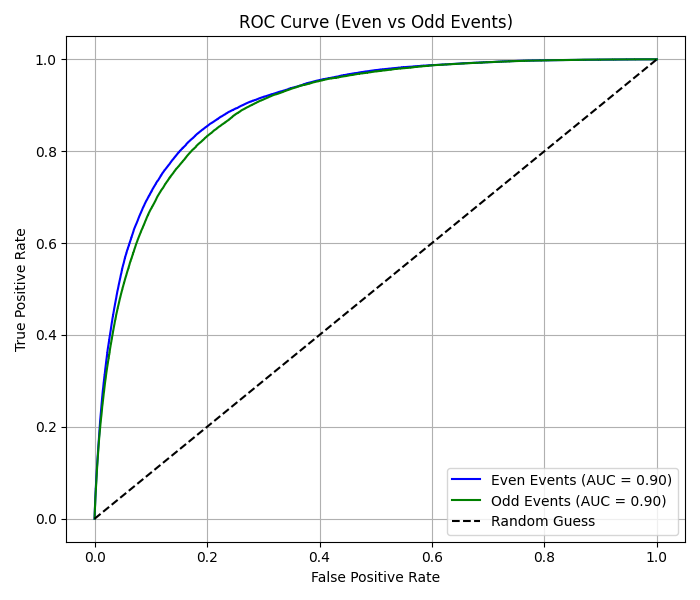 ROC Curve (Even vs Odd Events)
True Positive Rate
1.0
0.8
0.6
0.4
0.2
0.0
Even Events (AUC = 0.90)
Odd Events (AUC = 0.90)
Random Guess
0.0 0.2 0.4 0.6 0.8 1.0
False Positive Rate